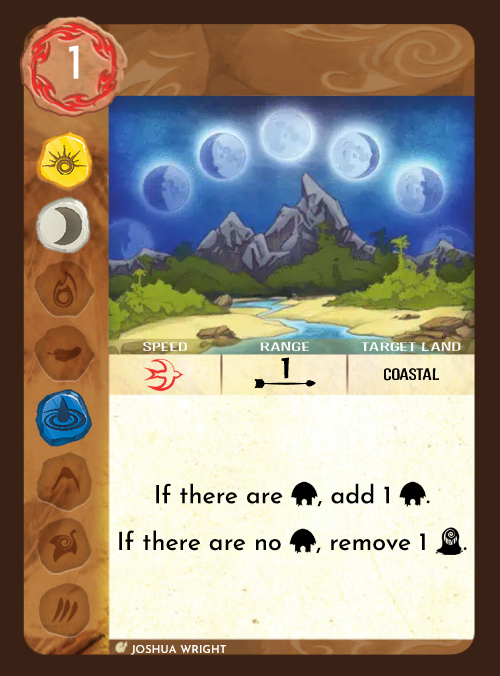 1
SPEED RANGE TARGET LAND
1 COASTAL
If there are , add 1 .
If there are no , remove 1 .
JOSHUA WRIGHT